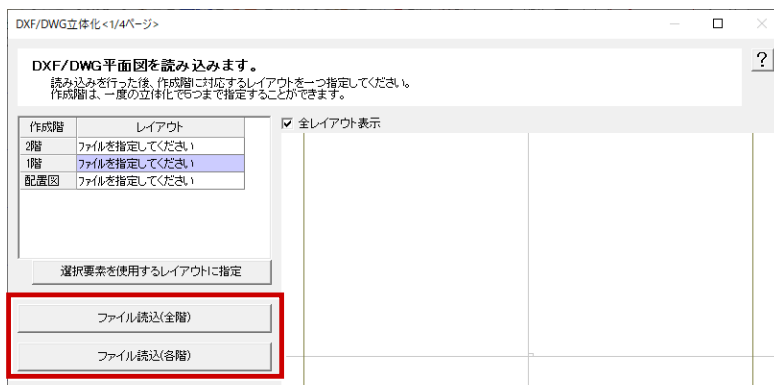 DXF/DWG立体化<1/4ページ>
?
DXF/DWG平面図を読み込みます。
読み込みを行った後、作成階に対応するレイアウトを一つ指定してください。
作成階は、一度の立体化で5つまで指定することができます。
作成階 レイアウト
2階 ファイルを指定してください
1階 ファイルを指定してください
配置図 ファイルを指定してください
全レイアウト表示
選択要素を使用するレイアウトに指定
ファイル読込(全階)
ファイル読込(各階)